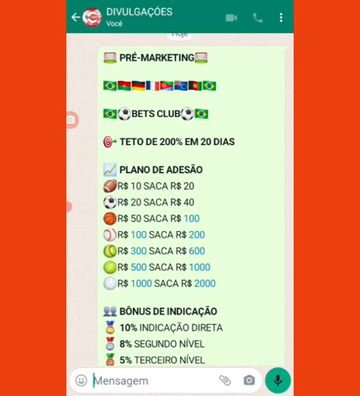 DIVULGAÇÕES
Você
Hoje
PRÉ-MARKETING
BETS CLUB
TETO DE 200% EM 20 DIAS
PLANO DE ADESÃO
R$ 10 SACA R$ 20
R$ 20 SACA R$ 40
R$ 50 SACA R$ 100
R$ 100 SACA R$ 200
R$ 300 SACA R$ 600
R$ 500 SACA R$ 1000
R$ 1000 SACA R$ 2000
BÔNUS DE INDICAÇÃO
10% INDICAÇÃO DIRETA
8% SEGUNDO NÍVEL
5% TERCEIRO NÍVEL
Mensagem